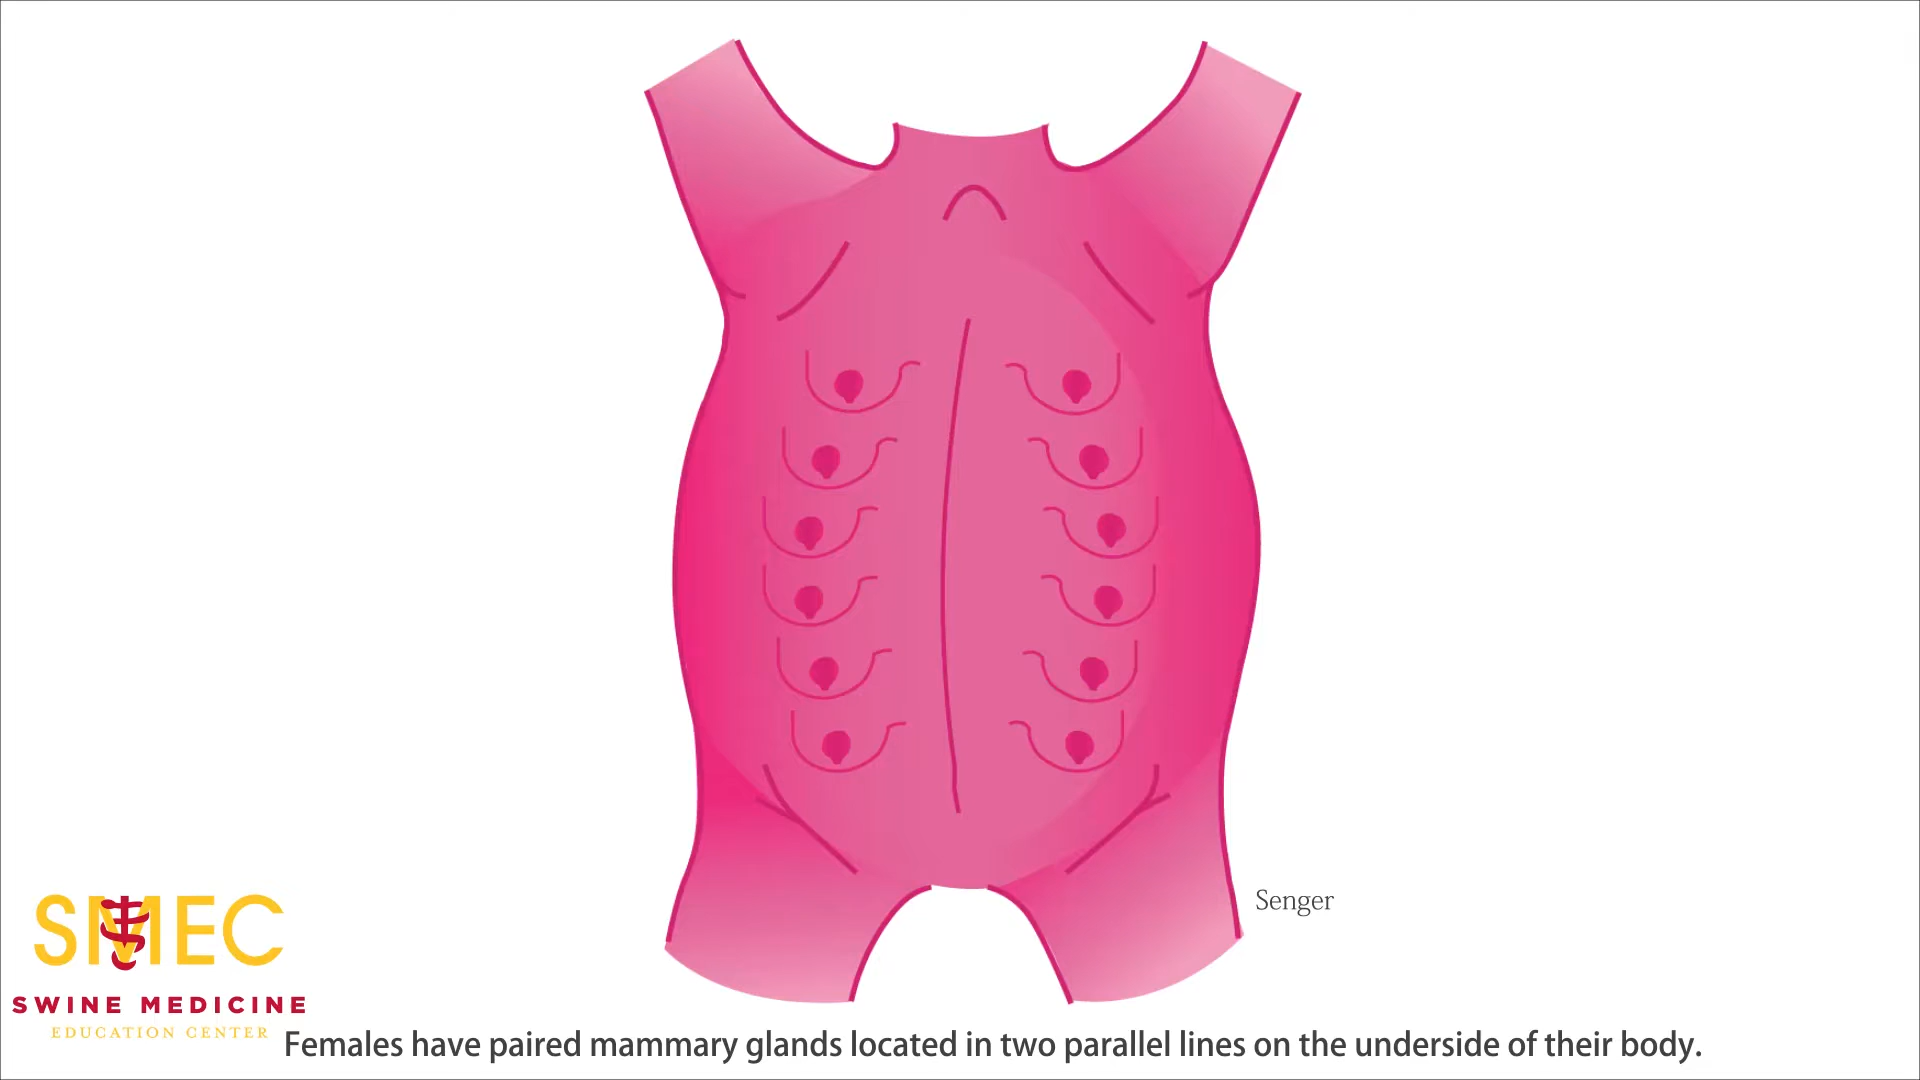 Senger
SMEC
SWINE MEDICINE
EDUCATION CENTER
Females have paired mammary glands located in two parallel lines on the underside of their body.